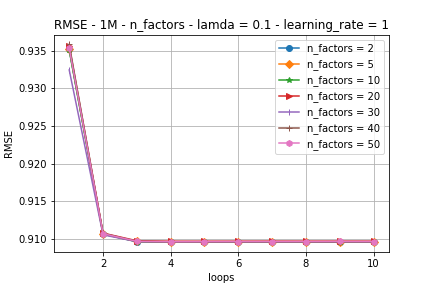 RMSE - 1M - n_factors - lamda = 0.1 - learning_rate = 1
n_factors = 2
n_factors = 5
n_factors = 10
n_factors = 20
n_factors = 30
n_factors = 40
n_factors = 50
RMSE
0.935
0.930
0.925
0.920
0.915
0.910
2 4 6 8 10
loops